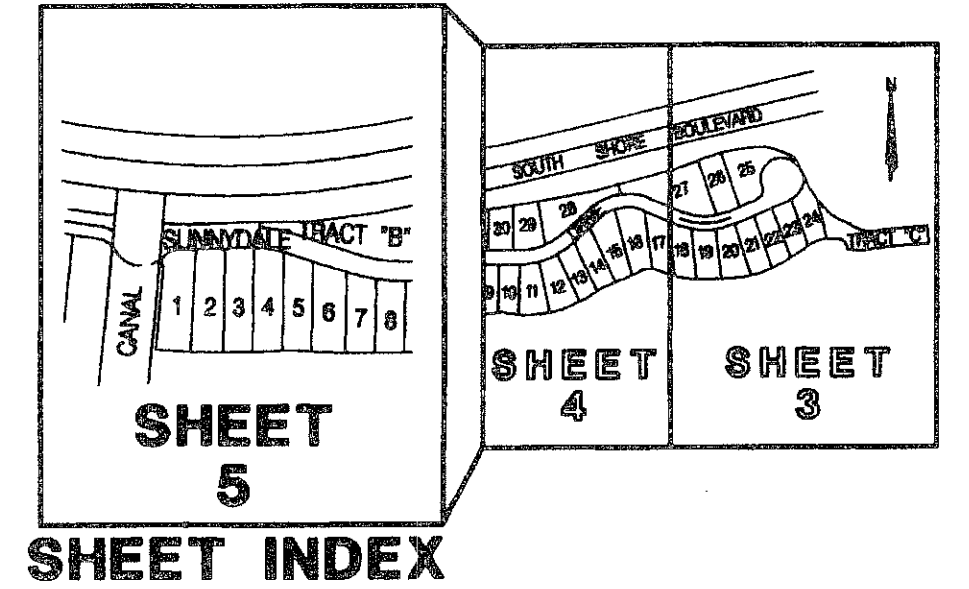 N
SOUTH SHORE BOULEVARD
30 29 28 27 26 25
SUNNYDALE TRACT "B"
TRACT "C"
CANAL
1 2 3 4 5 6 7 8
9 10 11 12 13 14 15 16 17 18 19 20 21 22 23 24
SHEET
5
SHEET
4
SHEET
3
SHEET INDEX